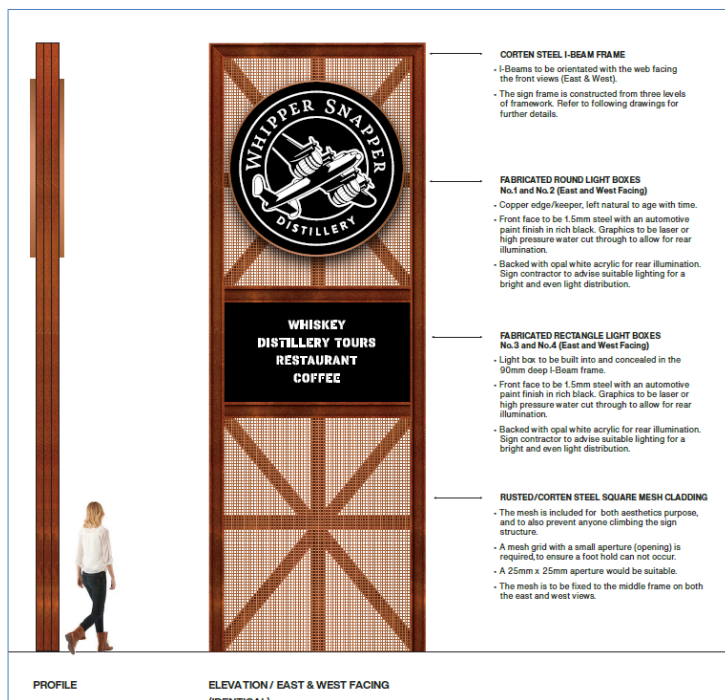 CORTEN STEEL I-BEAM FRAME
- I-Beams to be orientated with the web facing
the front views (East & West).
- The sign frame is constructed from three levels
of framework. Refer to following drawings for
further details.
WHIPPER SNAPPER
DISTILLERY
FABRICATED ROUND LIGHT BOXES
No.1 and No. 2 (East and West Facing)
- Copper edge/keeper, left natural to age with time.
- Front face to be 1.5mm steel with an automotive
paint finish in rich black. Graphics to be laser or
high pressure water cut through to allow for rear
illumination.
- Backed with opal white acrylic for rear illumination.
Sign contractor to advise suitable lighting for a
bright and even light distribution.
WHISKEY
DISTILLERY TOURS
RESTAURANT
COFFEE
FABRICATED RECTANGLE LIGHT BOXES
No.3 and No.4 (East and West Facing)
- Light box to be built into and concealed in the
90mm deep I-Beam frame.
- Front face to be 1.5mm steel with an automotive
paint finish in rich black. Graphics to be laser or
high pressure water cut through to allow for rear
illumination.
- Backed with opal white acrylic for rear illumination.
Sign contractor to advise suitable lighting for a
bright and even light distribution.
RUSTED/CORTEN STEEL SQUARE MESH CLADDING
- The mesh is included for both aesthetics purpose,
and to also prevent anyone climbing the sign
structure.
- A mesh grid with a small aperture (opening) is
required, to ensure a foot hold can not occur.
- A 25mm x 25mm aperture would be suitable.
- The mesh is to be fixed to the middle frame on both
the east and west views.
PROFILE
ELEVATION / EAST & WEST FACING
(IDENTICAL)